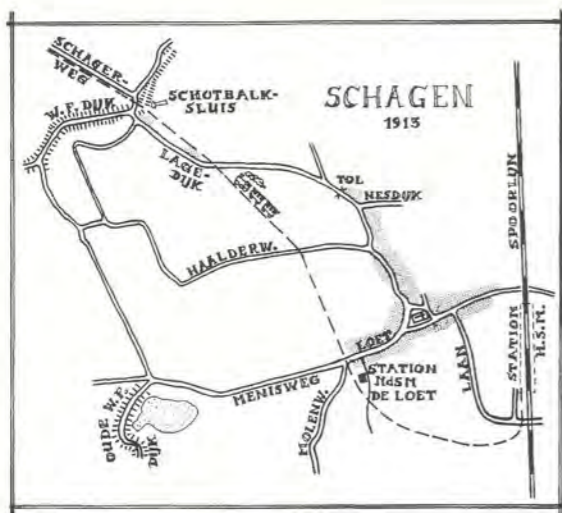 SCHAGEN
1913
SCHAGER-
WEG
SCHOTBALK-
SLUIS
W.F. DIJK
LAGE-
DIJK
TOL
NESDIJK
SPOORLIJN
HAALDERW.
LOET
STATION
NdSM
DE LOET
LAAN
STATION
H.S.M.
MENISWEG
MOLENW.
OUDE W.F.
DIJK